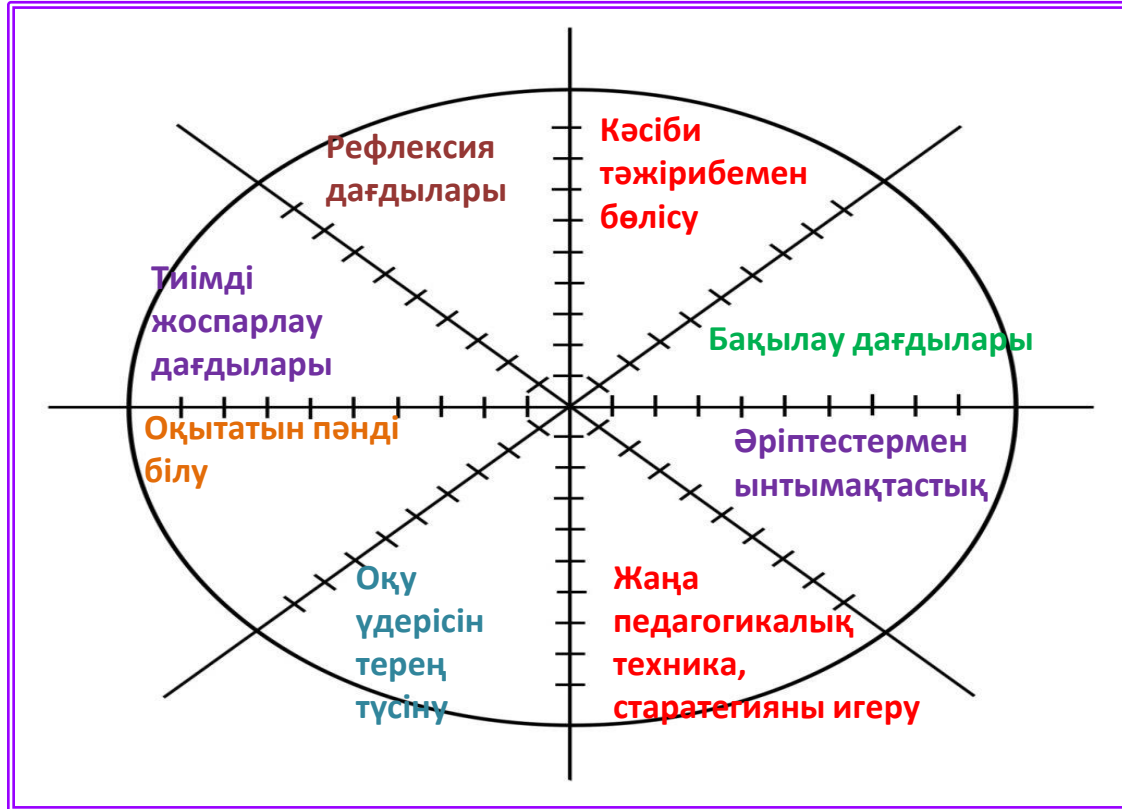 Рефлексия
дағдылары
Кәсіби
тәжірибемен
бөлісу
Тиімді
жоспарлау
дағдылары
Бақылау дағдылары
Оқытатын пәнді
білу
Әріптестермен
ынтымақтастық
Оқу
үдерісін
терең
түсіну
Жаңа
педагогикалық
техника,
старатегияны игеру